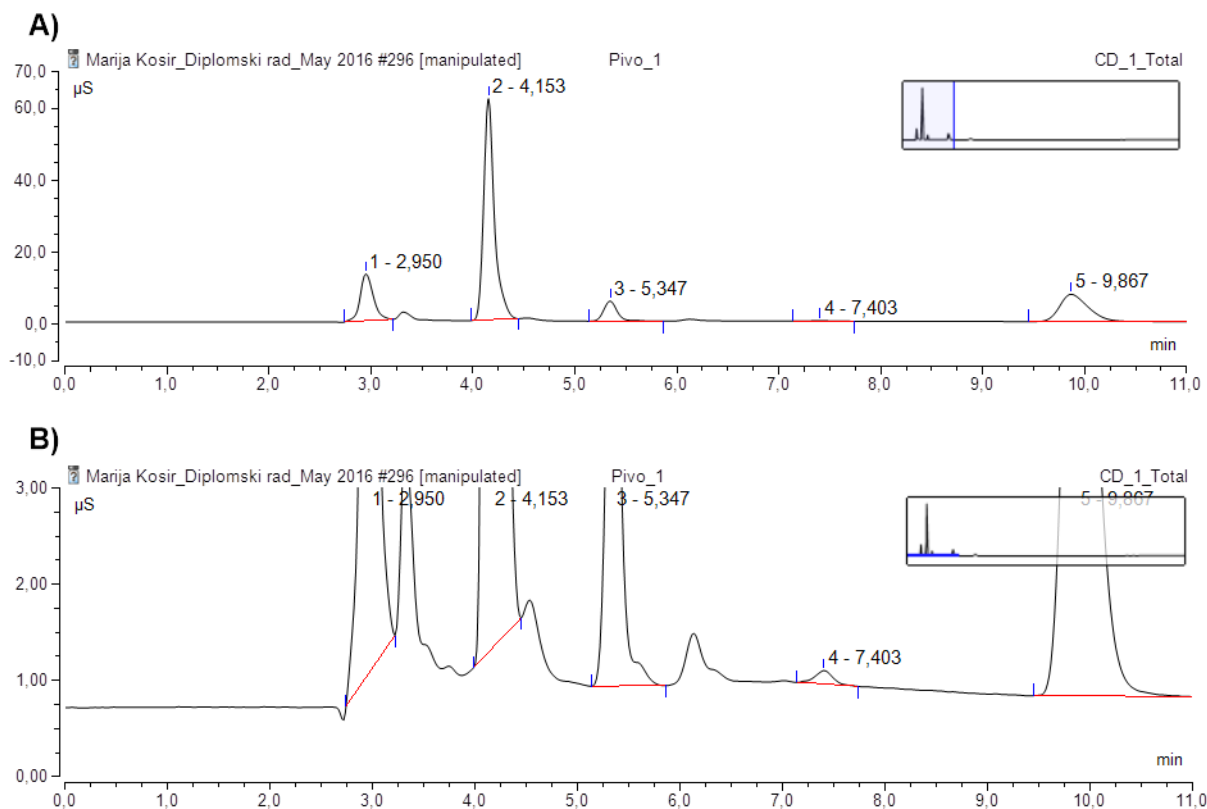 A)
Marija Kosir_Diplomski rad_May 2016 #296 [manipulated] Pivo_1 CD_1_Total
70,0
µS
60,0
40,0
20,0
0,0
-10,0
2 - 4,153
1 - 2,950
3 - 5,347
4 - 7,403
5 - 9,867
min
0,0 1,0 2,0 3,0 4,0 5,0 6,0 7,0 8,0 9,0 10,0 11,0
B)
Marija Kosir_Diplomski rad_May 2016 #296 [manipulated] Pivo_1 CD_1_Total
3,00
µS
1 - 2,950 2 - 4,153 3 - 5,347 5 - 9,867
2,00
1,00
0,00
4 - 7,403
min
0,0 1,0 2,0 3,0 4,0 5,0 6,0 7,0 8,0 9,0 10,0 11,0